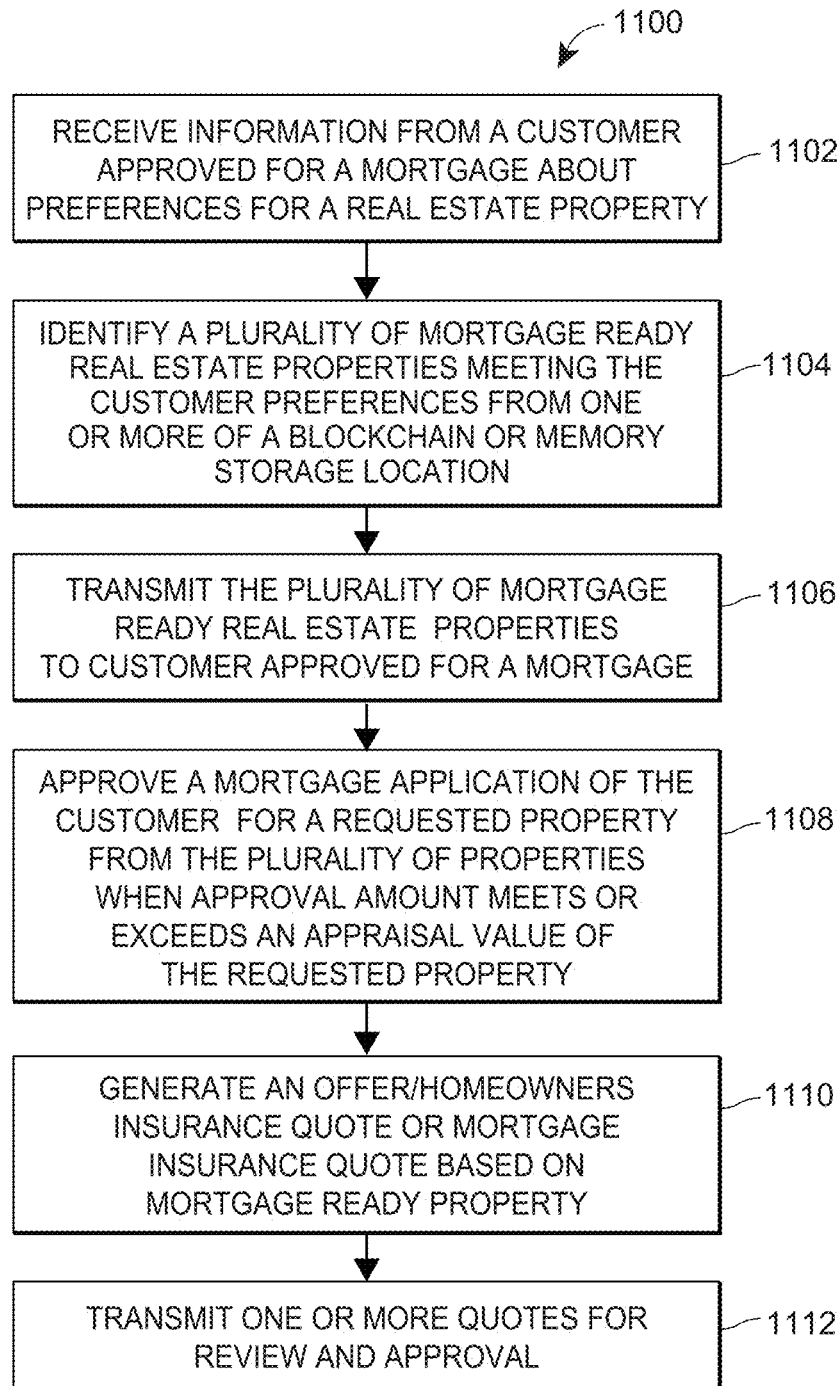 1100
RECEIVE INFORMATION FROM A CUSTOMER
APPROVED FOR A MORTGAGE ABOUT
PREFERENCES FOR A REAL ESTATE PROPERTY
1102
IDENTIFY A PLURALITY OF MORTGAGE READY
REAL ESTATE PROPERTIES MEETING THE
CUSTOMER PREFERENCES FROM ONE
OR MORE OF A BLOCKCHAIN OR MEMORY
STORAGE LOCATION
1104
TRANSMIT THE PLURALITY OF MORTGAGE
READY REAL ESTATE PROPERTIES
TO CUSTOMER APPROVED FOR A MORTGAGE
1106
APPROVE A MORTGAGE APPLICATION OF THE
CUSTOMER FOR A REQUESTED PROPERTY
FROM THE PLURALITY OF PROPERTIES
WHEN APPROVAL AMOUNT MEETS OR
EXCEEDS AN APPRAISAL VALUE OF
THE REQUESTED PROPERTY
1108
GENERATE AN OFFER/HOMEOWNERS
INSURANCE QUOTE OR MORTGAGE
INSURANCE QUOTE BASED ON
MORTGAGE READY PROPERTY
1110
TRANSMIT ONE OR MORE QUOTES FOR
REVIEW AND APPROVAL
1112